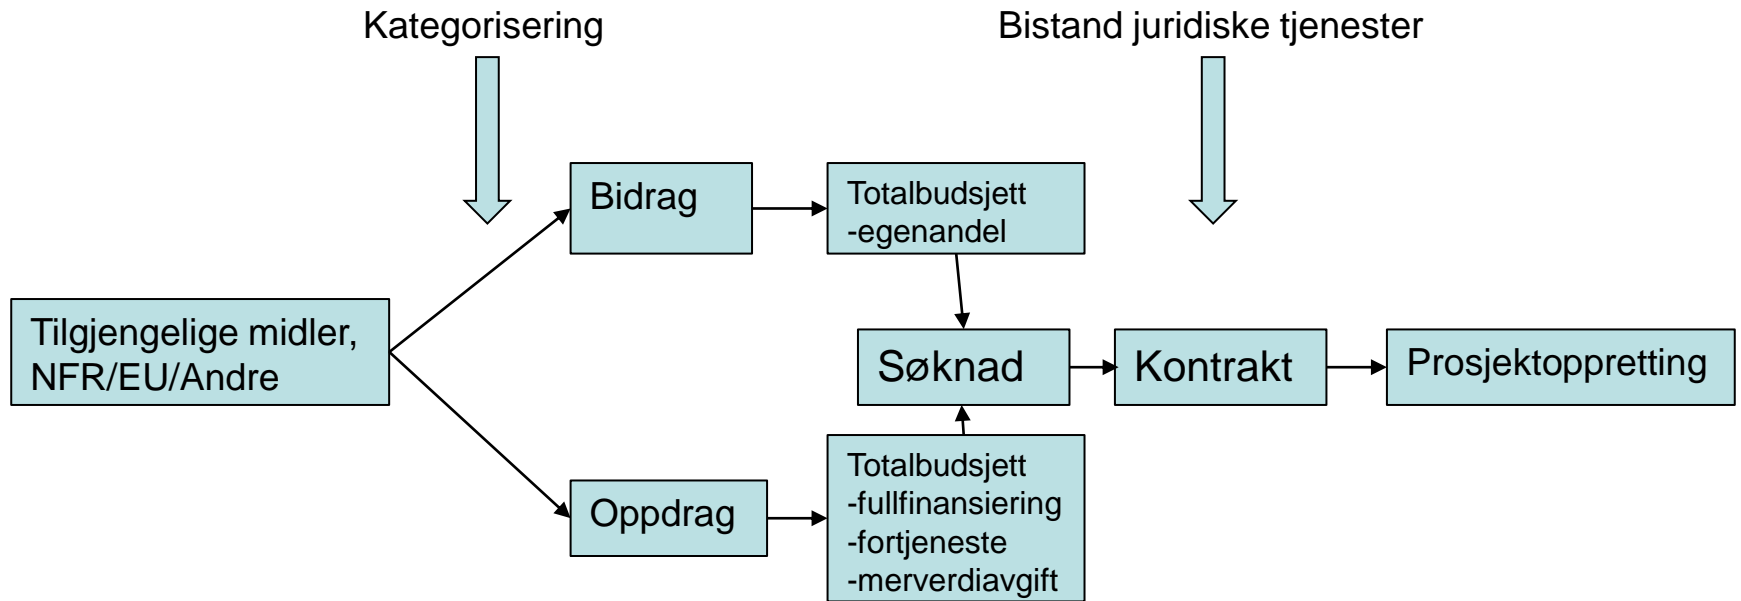 Kategorisering
Bistand juridiske tjenester
Bidrag
Totalbudsjett
-egenandel
Tilgjengelige midler,
NFR/EU/Andre
Søknad
Kontrakt
Prosjektoppretting
Oppdrag
Totalbudsjett
-fullfinansiering
-fortjeneste
-merverdiavgift